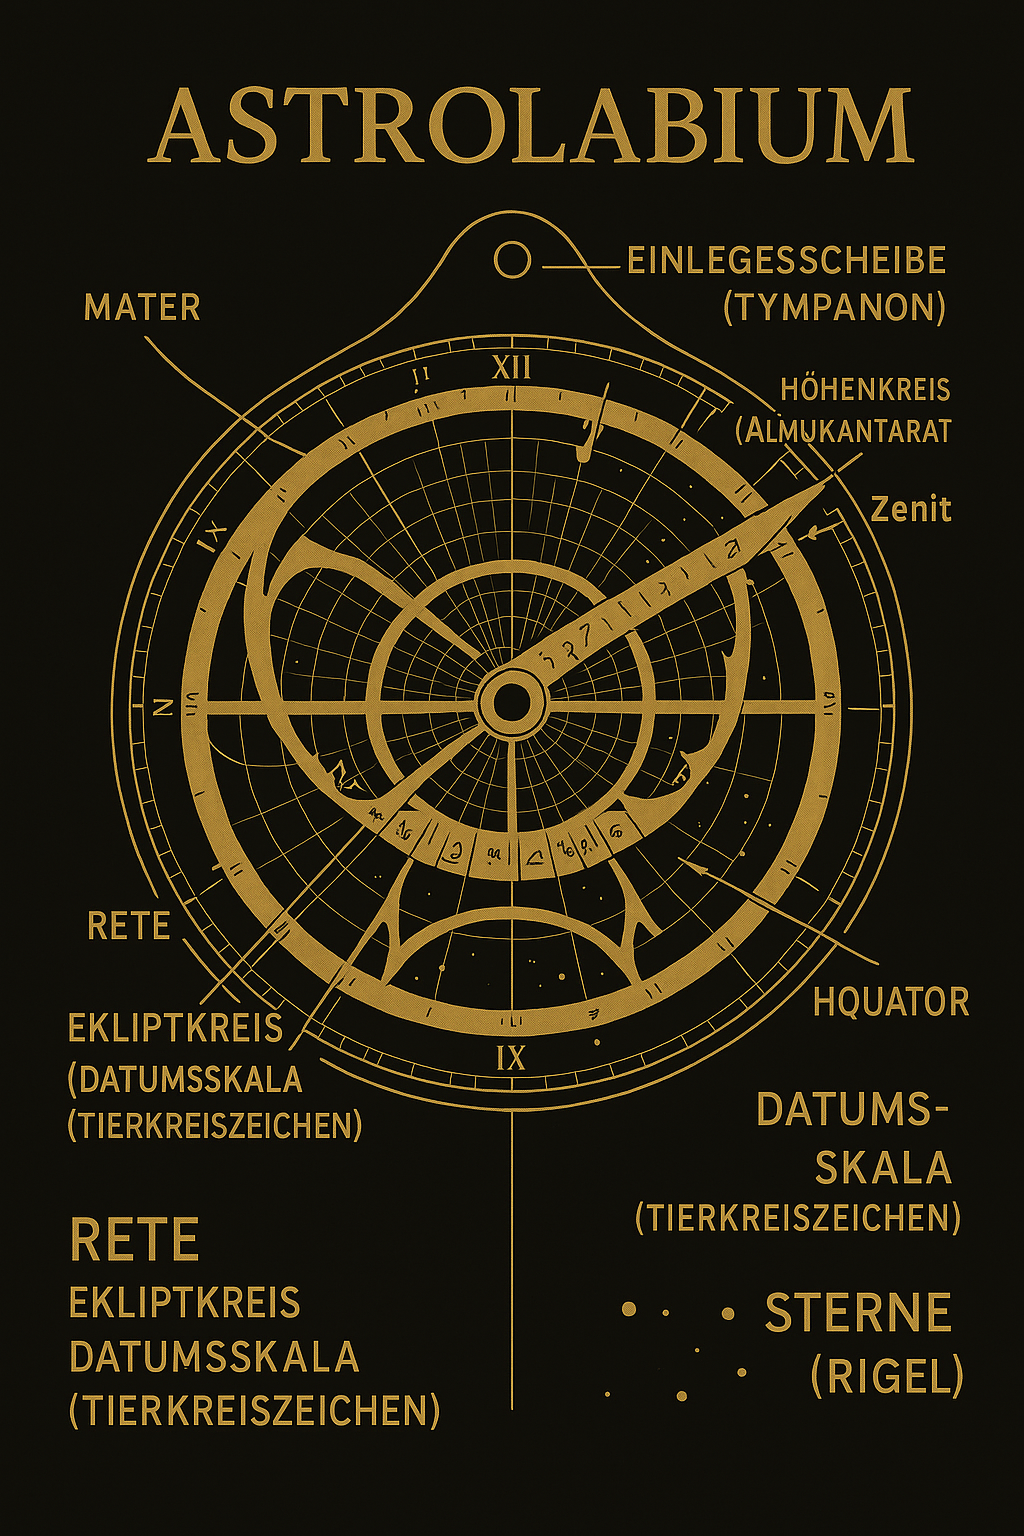 ASTROLABIUM
EINLEGESSCHEIBE
(TYMPANON)
MATER
HÖHENKREIS
(ALMUKANTARAT
Zenit
XII
IX
N
IX
RETE
HQUATOR
EKLIPTKREIS
(DATUMSSKALA
(TIERKREISZEICHEN)
DATUMS-
SKALA
(TIERKREISZEICHEN)
RETE
EKLIPTKREIS
DATUMSSKALA
(TIERKREISZEICHEN)
STERNE
(RIGEL)